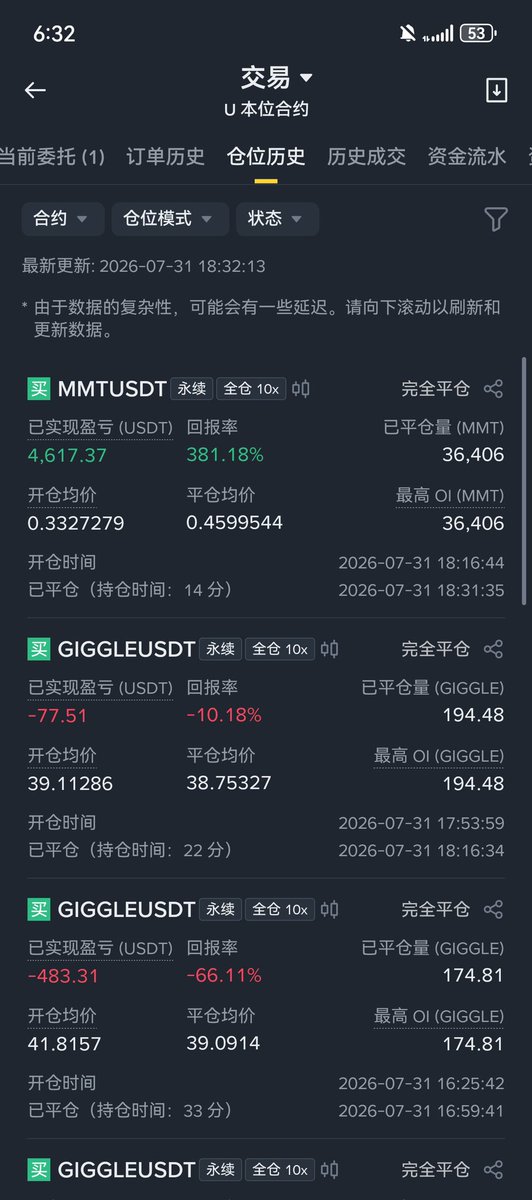 6:32
53
交易
U 本位合约
当前委托 (1) 订单历史 仓位历史 历史成交 资金流水
合约 仓位模式 状态
最新更新: 2026-07-31 18:32:13
* 由于数据的复杂性，可能会有一些延迟。请向下滚动以刷新和
更新数据。
买 MMTUSDT 永续 全仓 10x 完全平仓
已实现盈亏 (USDT) 回报率 已平仓量 (MMT)
4,617.37 381.18% 36,406
开仓均价 平仓均价 最高 OI (MMT)
0.3327279 0.4599544 36,406
开仓时间 2026-07-31 18:16:44
已平仓（持仓时间： 14 分） 2026-07-31 18:31:35
买 GIGGLEUSDT 永续 全仓 10x 完全平仓
已实现盈亏 (USDT) 回报率 已平仓量 (GIGGLE)
-77.51 -10.18% 194.48
开仓均价 平仓均价 最高 OI (GIGGLE)
39.11286 38.75327 194.48
开仓时间 2026-07-31 17:53:59
已平仓（持仓时间： 22 分） 2026-07-31 18:16:34
买 GIGGLEUSDT 永续 全仓 10x 完全平仓
已实现盈亏 (USDT) 回报率 已平仓量 (GIGGLE)
-483.31 -66.11% 174.81
开仓均价 平仓均价 最高 OI (GIGGLE)
41.8157 39.0914 174.81
开仓时间 2026-07-31 16:25:42
已平仓（持仓时间： 33 分） 2026-07-31 16:59:41
买 GIGGLEUSDT 永续 全仓 10x 完全平仓